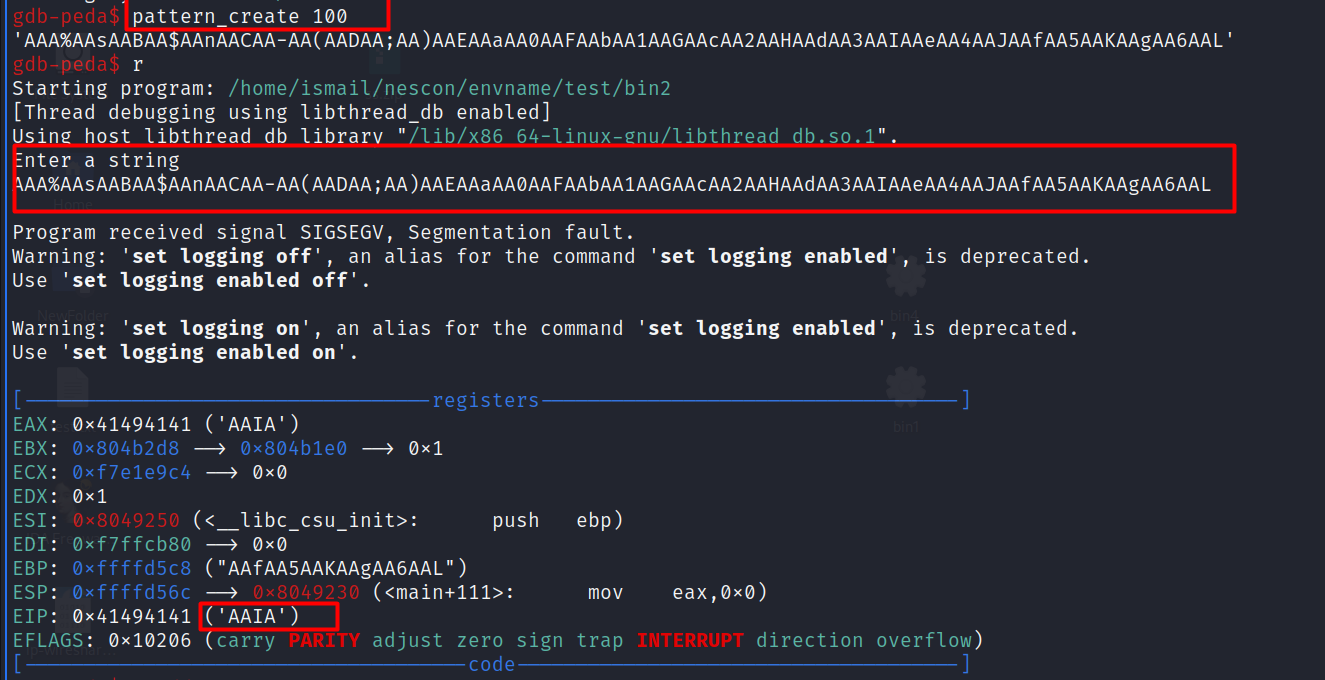 gdb-peda$ pattern_create 100
'AAA%AAsAABAA$AAnAACAA-AA(AADAA;AA)AAEAAaAA0AAFAAbAA1AAGAAcAA2AAHAAdAA3AAIAAeAA4AAJAAfAA5AAKAAgAA6AAL'
gdb-peda$ r
Starting program: /home/ismail/nescon/envname/test/bin2
[Thread debugging using libthread_db enabled]
Using host libthread_db library "/lib/x86_64-linux-gnu/libthread_db.so.1".
Enter a string
AAA%AAsAABAA$AAnAACAA-AA(AADAA;AA)AAEAAaAA0AAFAAbAA1AAGAAcAA2AAHAAdAA3AAIAAeAA4AAJAAfAA5AAKAAgAA6AAL
Home
Program received signal SIGSEGV, Segmentation fault.
Warning: 'set logging off', an alias for the command 'set logging enabled', is deprecated.
Use 'set logging enabled off'.
NewFolder
bin4
Warning: 'set logging on', an alias for the command 'set logging enabled', is deprecated.
Use 'set logging enabled on'.
[registers]
EAX: 0×41494141 ('AAIA')
bin1
EBX: 0×804b2d8 → 0×804b1e0 → 0×1
ECX: 0×f7e1e9c4 → 0×0
EDX: 0×1
ESI: 0×8049250 (<__libc_csu_init>: push ebp)
EDI: 0×f7ffcb80 → 0×0
EBP: 0×ffffd5c8 ("AAfAA5AAKAAgAA6AAL")
ESP: 0×ffffd56c → 0×8049230 (<main+111>: mov eax,0×0)
EIP: 0×41494141 ('AAIA')
EFLAGS: 0×10206 (carry PARITY adjust zero sign trap INTERRUPT direction overflow)
[code]